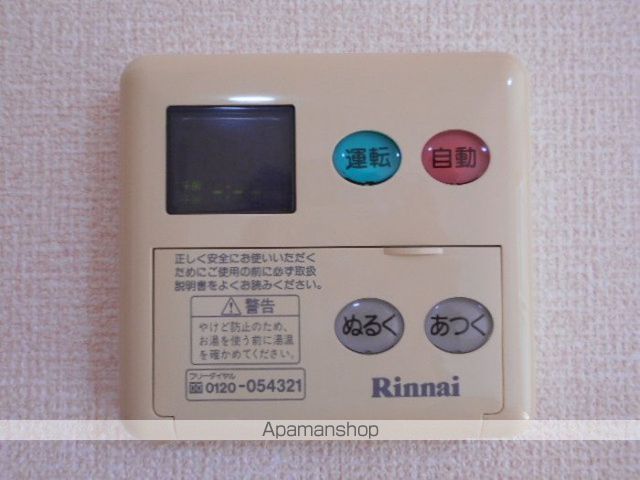 運転
自動
午前
午前
正しく安全にお使いいただく
ためにご使用の前に必ず取扱
説明書をよくお読みください。
警告
やけど防止のため、
お湯を使う前に湯温
を確かめてください。
フリーダイヤル
0120-054321
ぬるく
あつく
Rinnai
Apamanshop